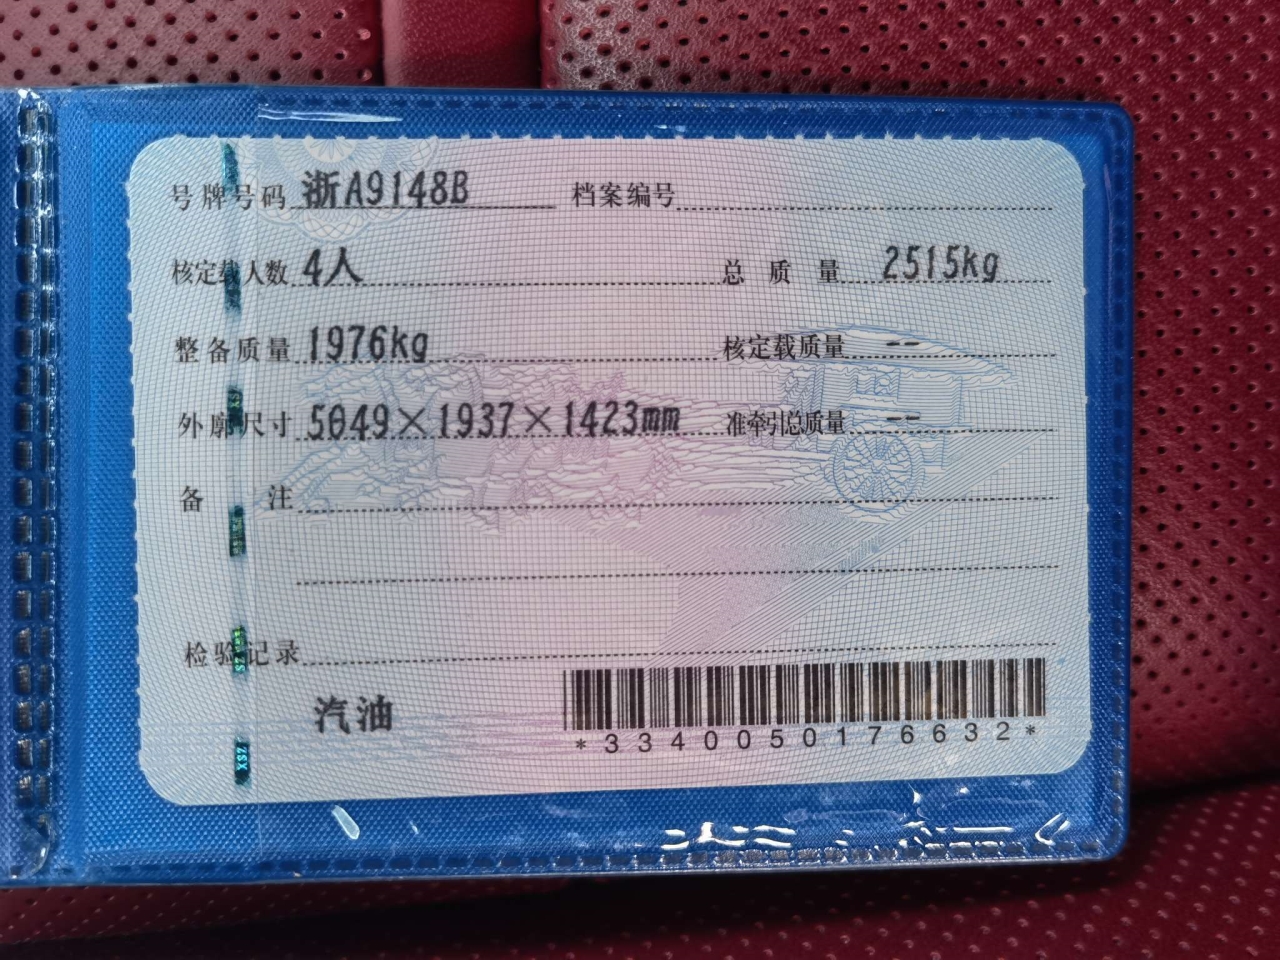 号牌号码 浙A9148B 档案编号
核定载人数 4人 总质量 2515kg
整备质量 1976kg 核定载质量 --
外廓尺寸 5049×1937×1423mm 准牵引总质量 --
备注
检验记录
汽油
*3340050176632*